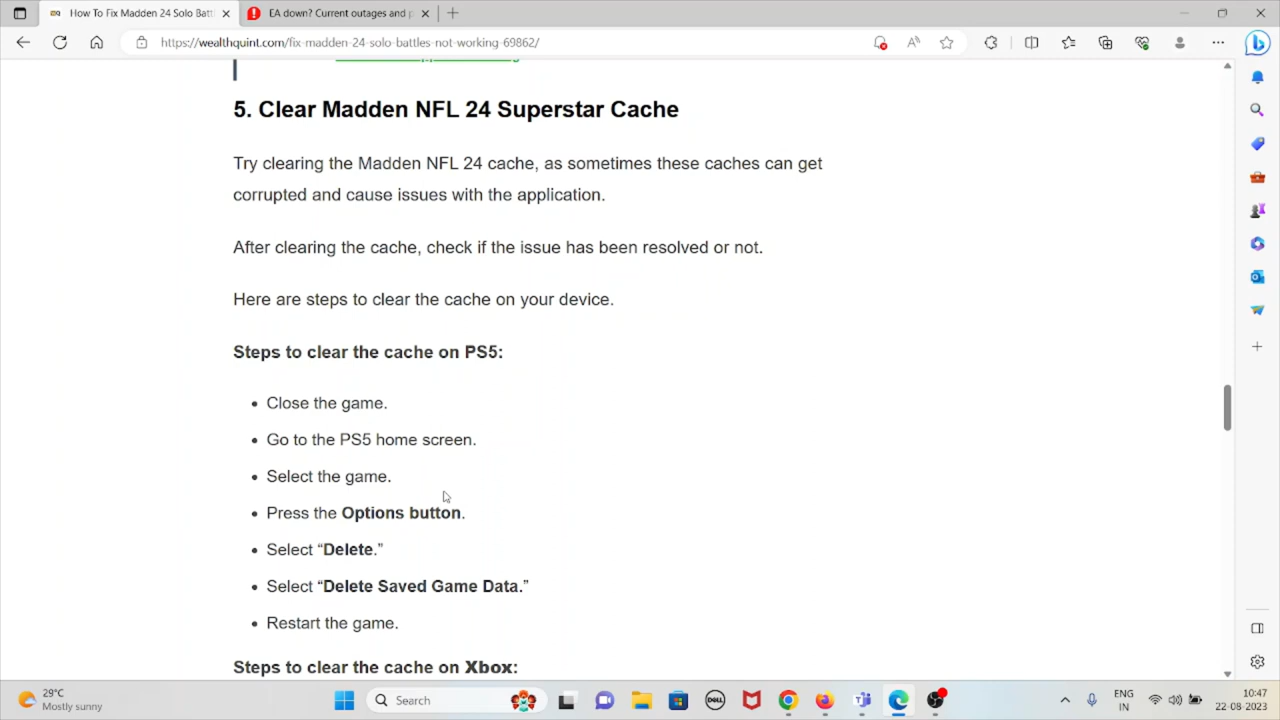 How To Fix Madden 24 Solo Batt
EA down? Current outages and p
https://wealthquint.com/fix-madden-24-solo-battles-not-working-69862/
5. Clear Madden NFL 24 Superstar Cache
Try clearing the Madden NFL 24 cache, as sometimes these caches can get
corrupted and cause issues with the application.
After clearing the cache, check if the issue has been resolved or not.
Here are steps to clear the cache on your device.
Steps to clear the cache on PS5:
• Close the game.
• Go to the PS5 home screen.
• Select the game.
• Press the Options button.
• Select “Delete.”
• Select “Delete Saved Game Data.”
• Restart the game.
Steps to clear the cache on Xbox:
29°C
Mostly sunny
Search
DELL
ENG
IN
10:47
22-08-2023